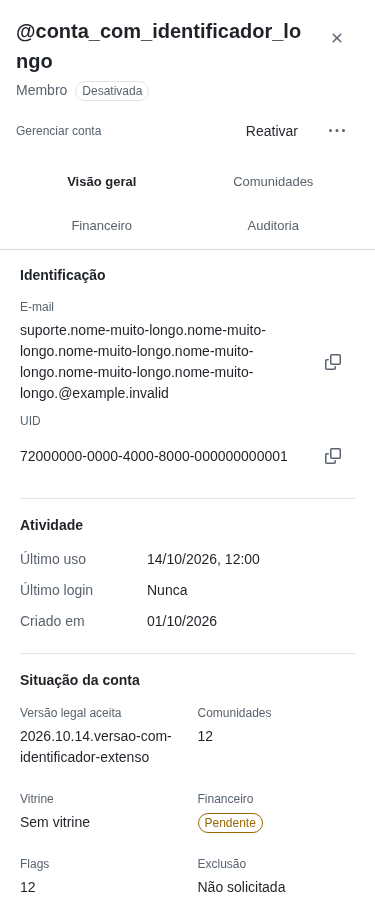 @conta_com_identificador_lo
ngo
Membro Desativada
Gerenciar conta Reativar
Visão geral Comunidades
Financeiro Auditoria
Identificação
E-mail
suporte.nome-muito-longo.nome-muito-
longo.nome-muito-longo.nome-muito-
longo.nome-muito-longo.nome-muito-
longo.@example.invalid
UID
72000000-0000-4000-8000-000000000001
Atividade
Último uso 14/10/2026, 12:00
Último login Nunca
Criado em 01/10/2026
Situação da conta
Versão legal aceita Comunidades
2026.10.14.versao-com- 12
identificador-extenso
Vitrine Financeiro
Sem vitrine Pendente
Flags Exclusão
12 Não solicitada